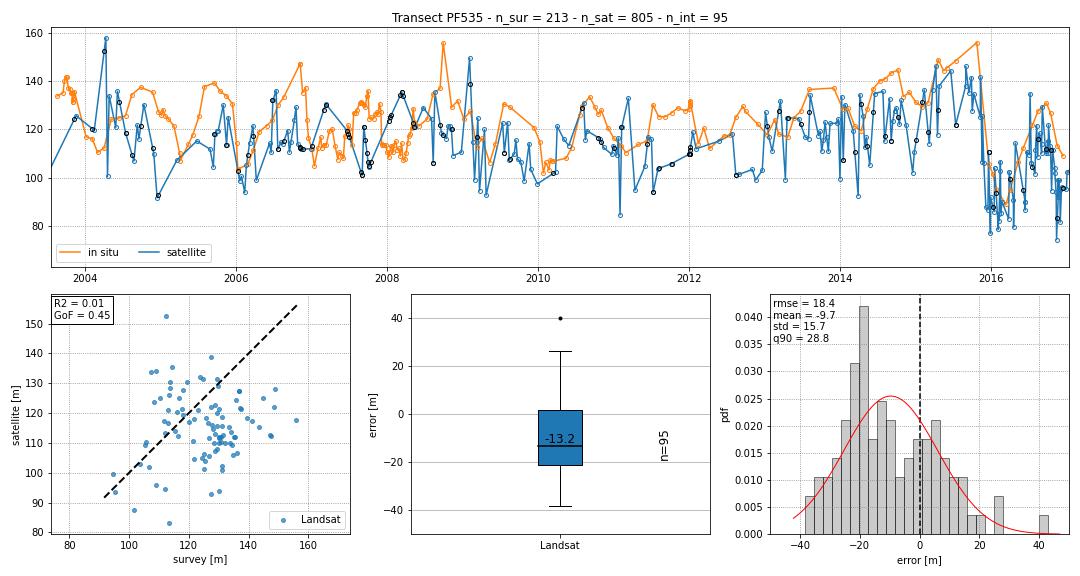 Transect PF535 - n_sur = 213 - n_sat = 805 - n_int = 95
160
140
120
100
80
in situ
satellite
2004
2006
2008
2010
2012
2014
2016
R2 = 0.01
GoF = 0.45
150
140
130
120
110
100
90
80
satellite [m]
Landsat
80
100
120
140
160
survey [m]
40
20
0
−20
−40
error [m]
-13.2
n=95
Landsat
rmse = 18.4
mean = -9.7
std = 15.7
q90 = 28.8
0.040
0.035
0.030
0.025
0.020
0.015
0.010
0.005
0.000
pdf
−40
−20
0
20
40
error [m]